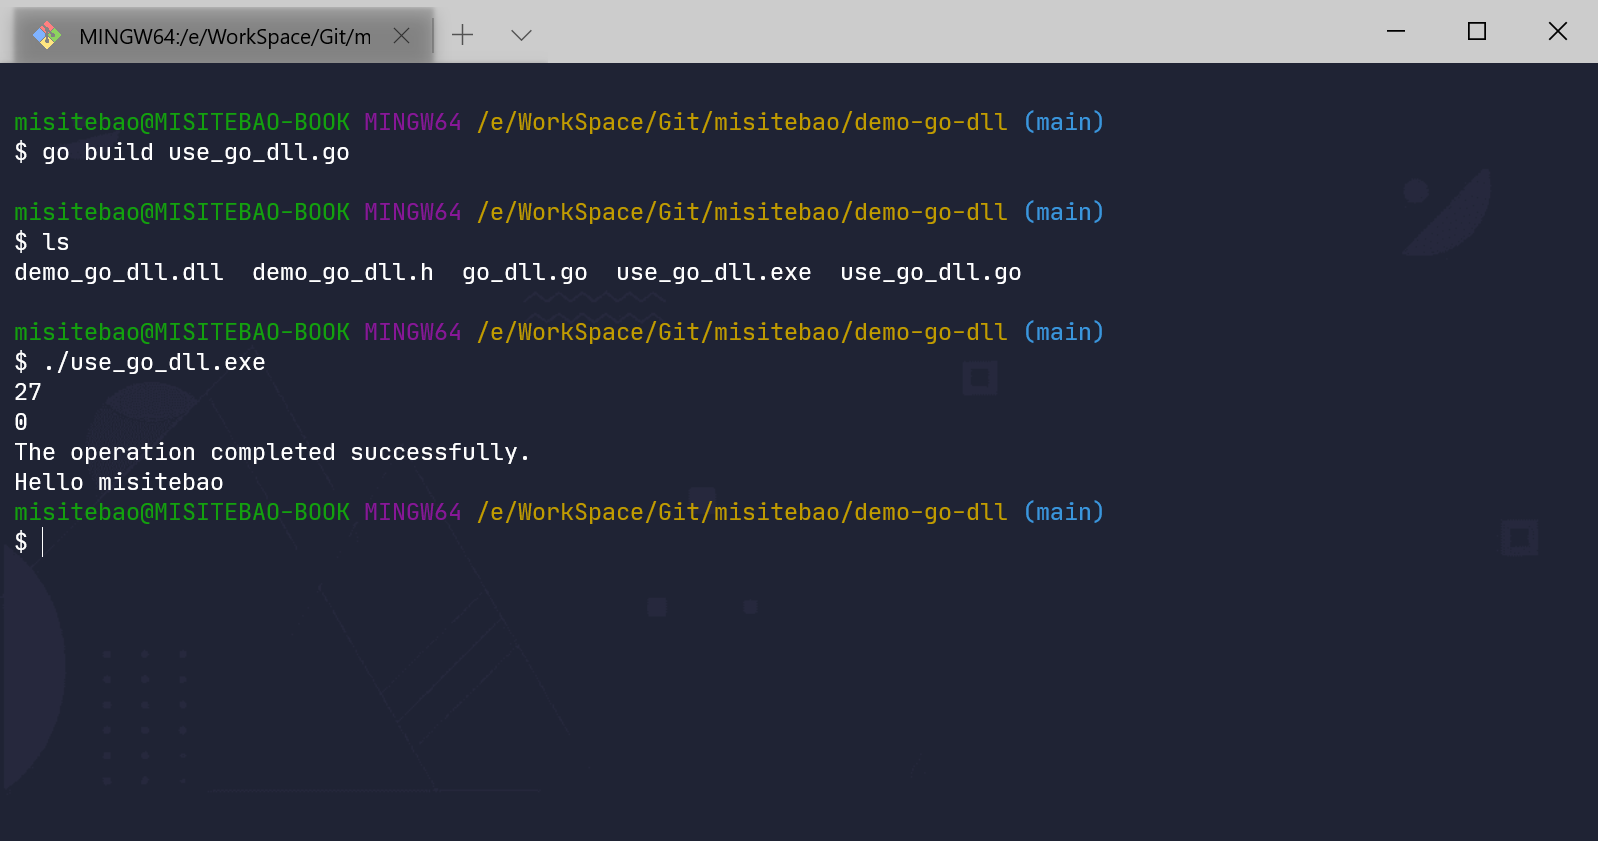 MINGW64:/e/WorkSpace/Git/m
misitebao@MISITEBAO-BOOK MINGW64 /e/WorkSpace/Git/misitebao/demo-go-dll (main)
$ go build use_go_dll.go
misitebao@MISITEBAO-BOOK MINGW64 /e/WorkSpace/Git/misitebao/demo-go-dll (main)
$ ls
demo_go_dll.dll  demo_go_dll.h  go_dll.go  use_go_dll.exe  use_go_dll.go
misitebao@MISITEBAO-BOOK MINGW64 /e/WorkSpace/Git/misitebao/demo-go-dll (main)
$ ./use_go_dll.exe
27
0
The operation completed successfully.
Hello misitebao
misitebao@MISITEBAO-BOOK MINGW64 /e/WorkSpace/Git/misitebao/demo-go-dll (main)
$